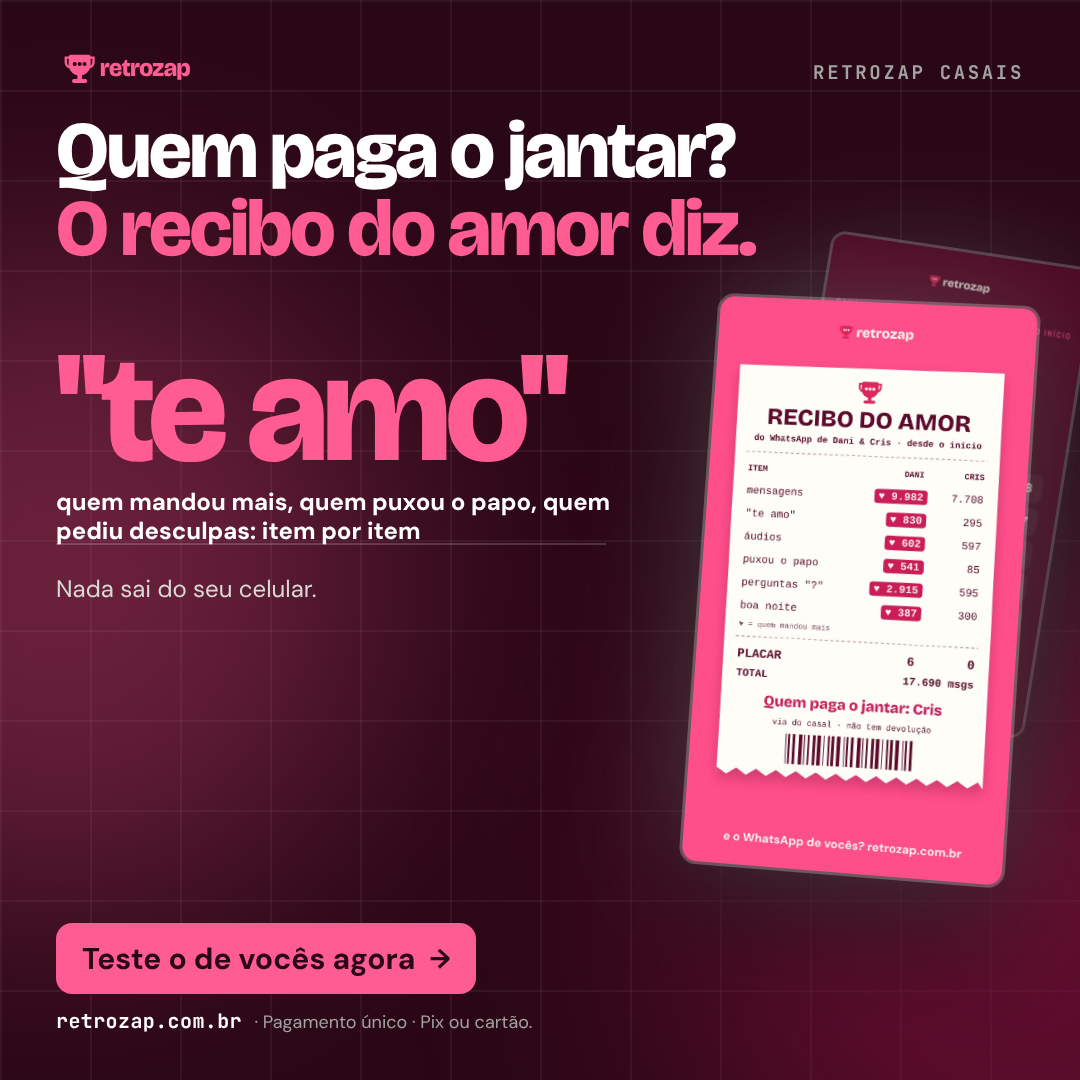 retrozap
RETROZAP CASAIS
Quem paga o jantar?
O recibo do amor diz.
"te amo"
quem mandou mais, quem puxou o papo, quem
pediu desculpas: item por item
Nada sai do seu celular.
retrozap
INÍCIO
retrozap
RECIBO DO AMOR
do WhatsApp de Dani & Cris · desde o início
ITEM DANI CRIS
mensagens ♥ 9.982 7.708
"te amo" ♥ 830 295
áudios ♥ 602 597
puxou o papo ♥ 541 85
perguntas "?" ♥ 2.915 595
boa noite ♥ 387 300
♥ = quem mandou mais
PLACAR 6 0
TOTAL 17.690 msgs
Quem paga o jantar: Cris
via do casal · não tem devolução
e o WhatsApp de vocês? retrozap.com.br
Teste o de vocês agora →
retrozap.com.br · Pagamento único · Pix ou cartão.